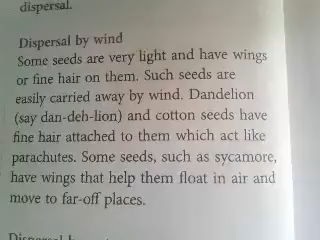 dispersal.
Dispersal by wind
Some seeds are very light and have wings
or fine hair on them. Such seeds are
easily carried away by wind. Dandelion
(say dan-deh-lion) and cotton seeds have
fine hair attached to them which act like
parachutes. Some seeds, such as sycamore,
have wings that help them float in air and
move to far-off places.